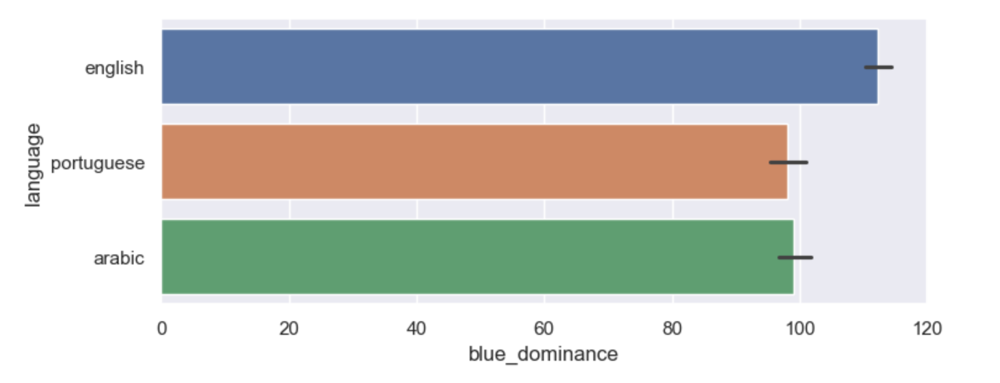 english
portuguese
arabic
language
0 20 40 60 80 100 120
blue_dominance